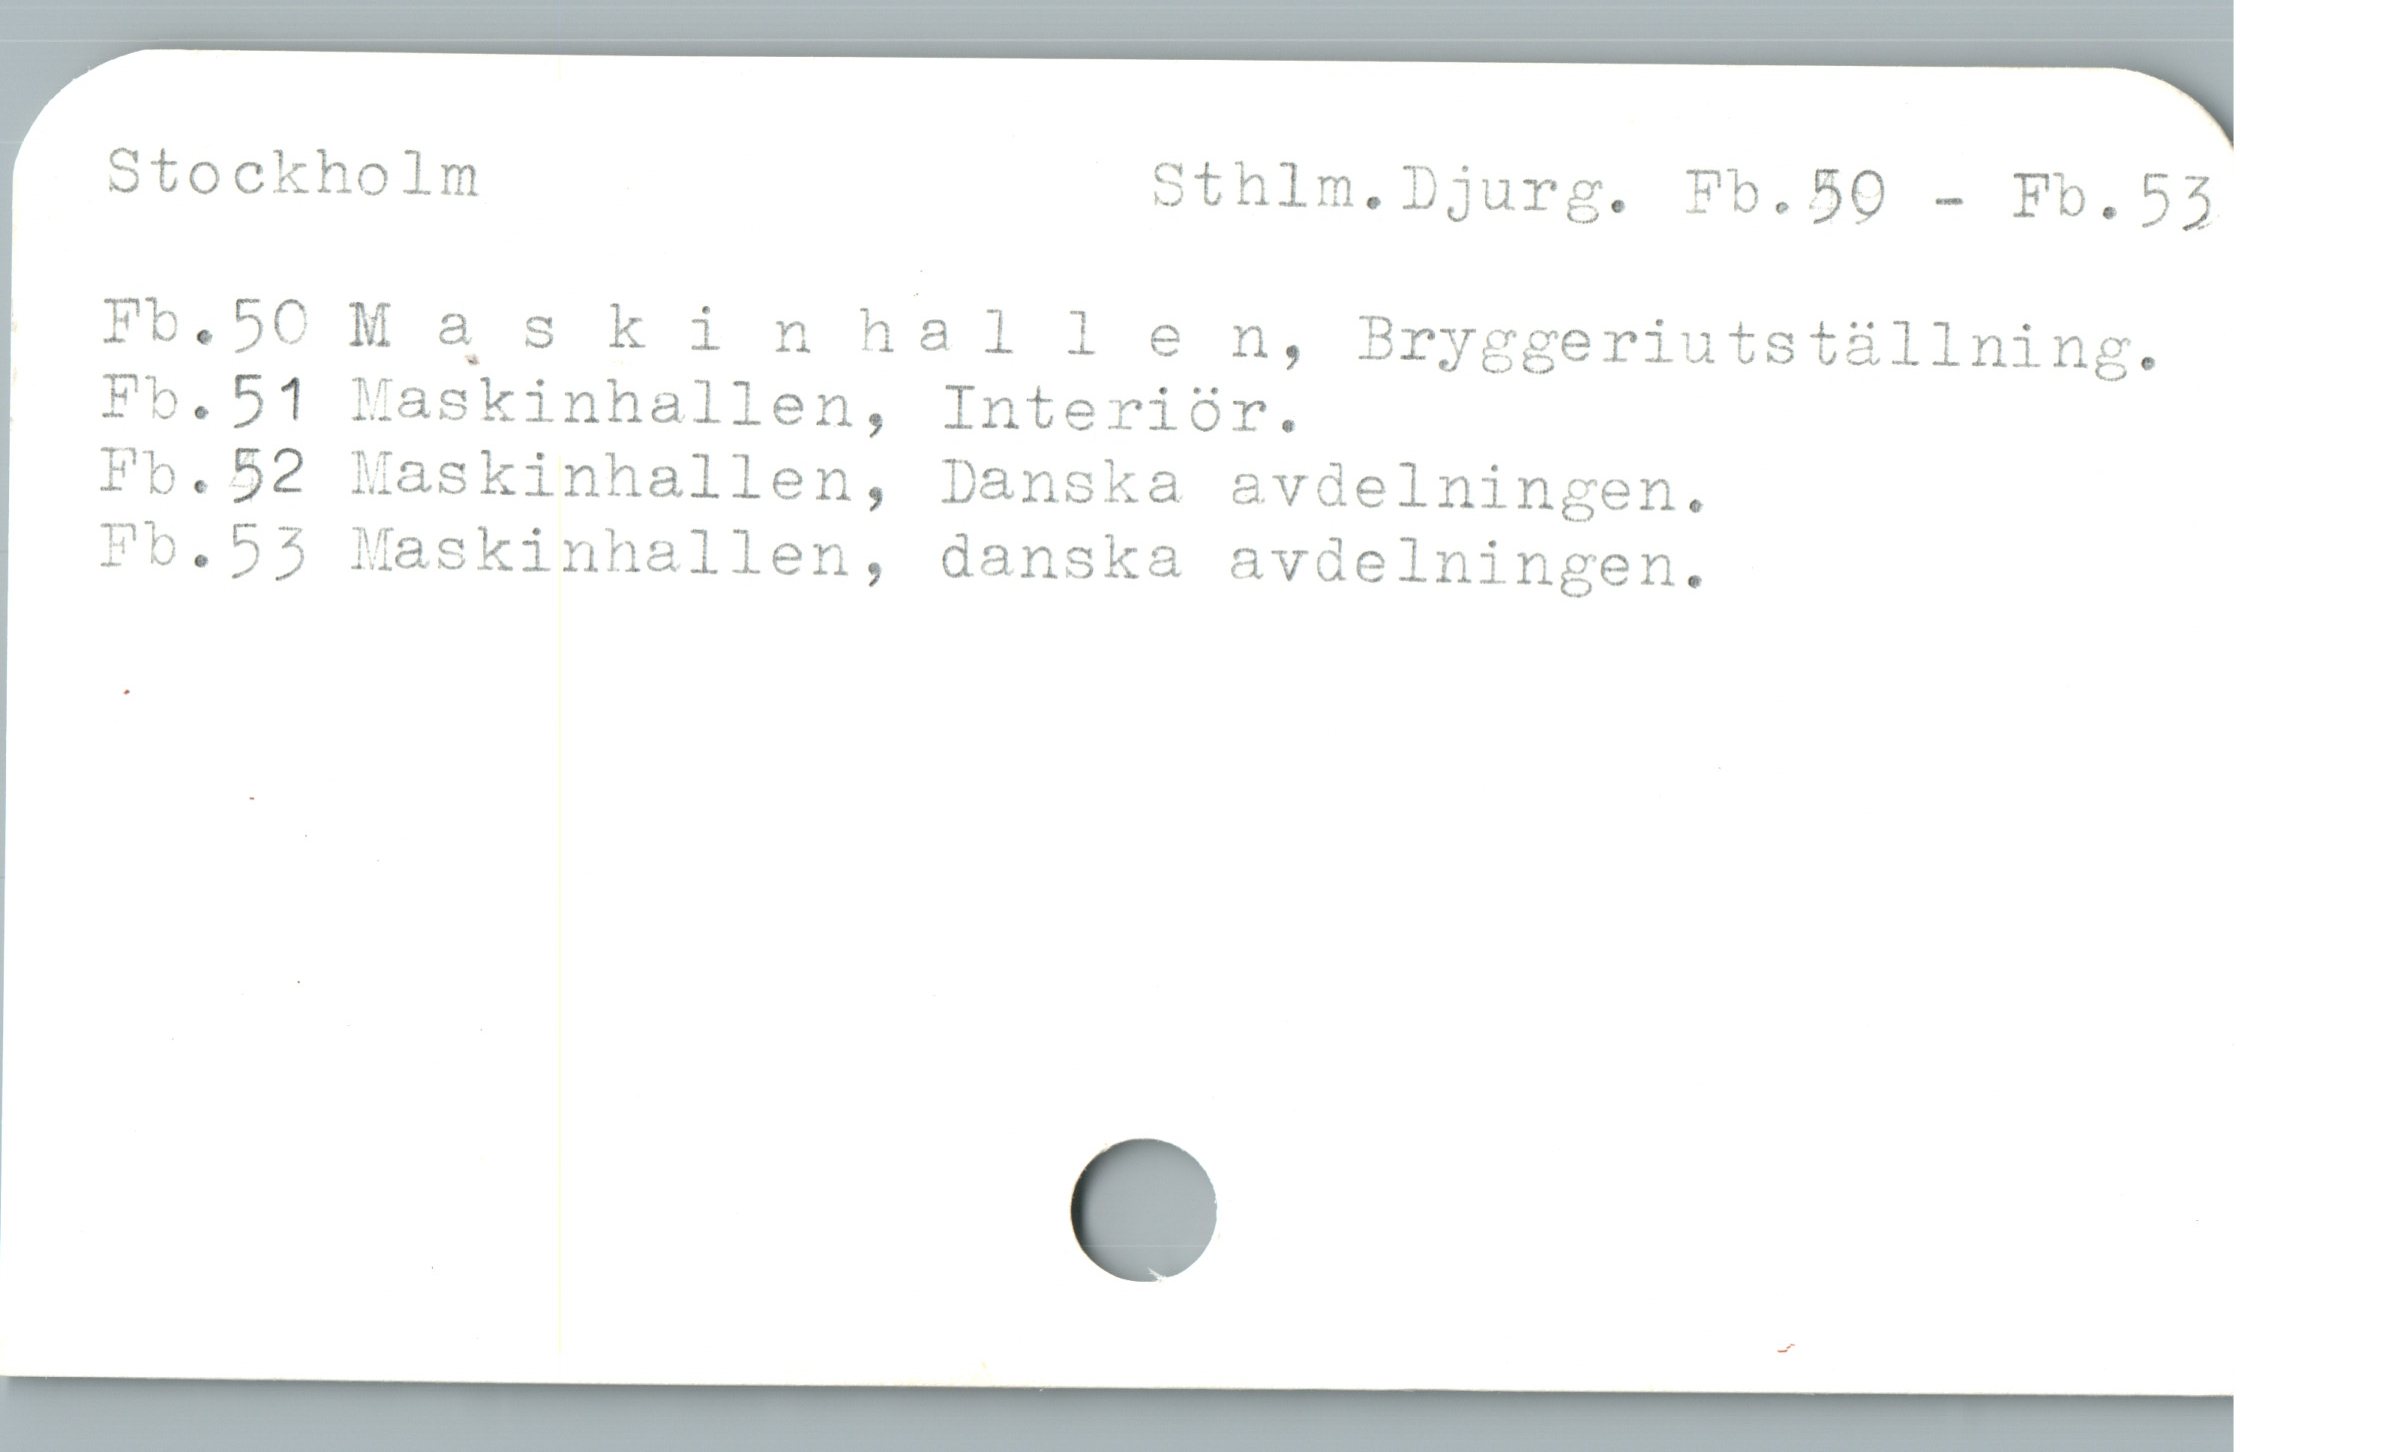 Stockholm Sthlm.Djurg. Fb.50 - Fb.53
Fb.50 M a s k i n h a l l e n, Bryggeriutställning.
Fb.51 Maskinhallen, Interiör.
Fb.52 Maskinhallen, Danska avdelningen.
Fb.53 Maskinhallen, danska avdelningen.